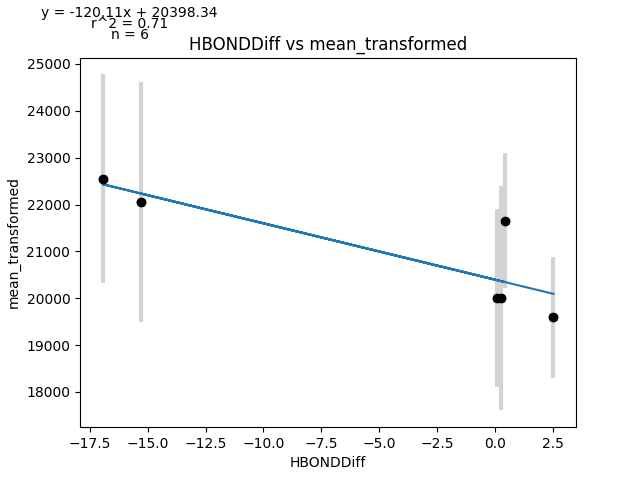 y = -120.11x + 20398.34
r^2 = 0.71
n = 6
HBONDDiff vs mean_transformed
25000
24000
23000
22000
21000
20000
19000
18000
mean_transformed
−17.5 −15.0 −12.5 −10.0 −7.5 −5.0 −2.5 0.0 2.5
HBONDDiff